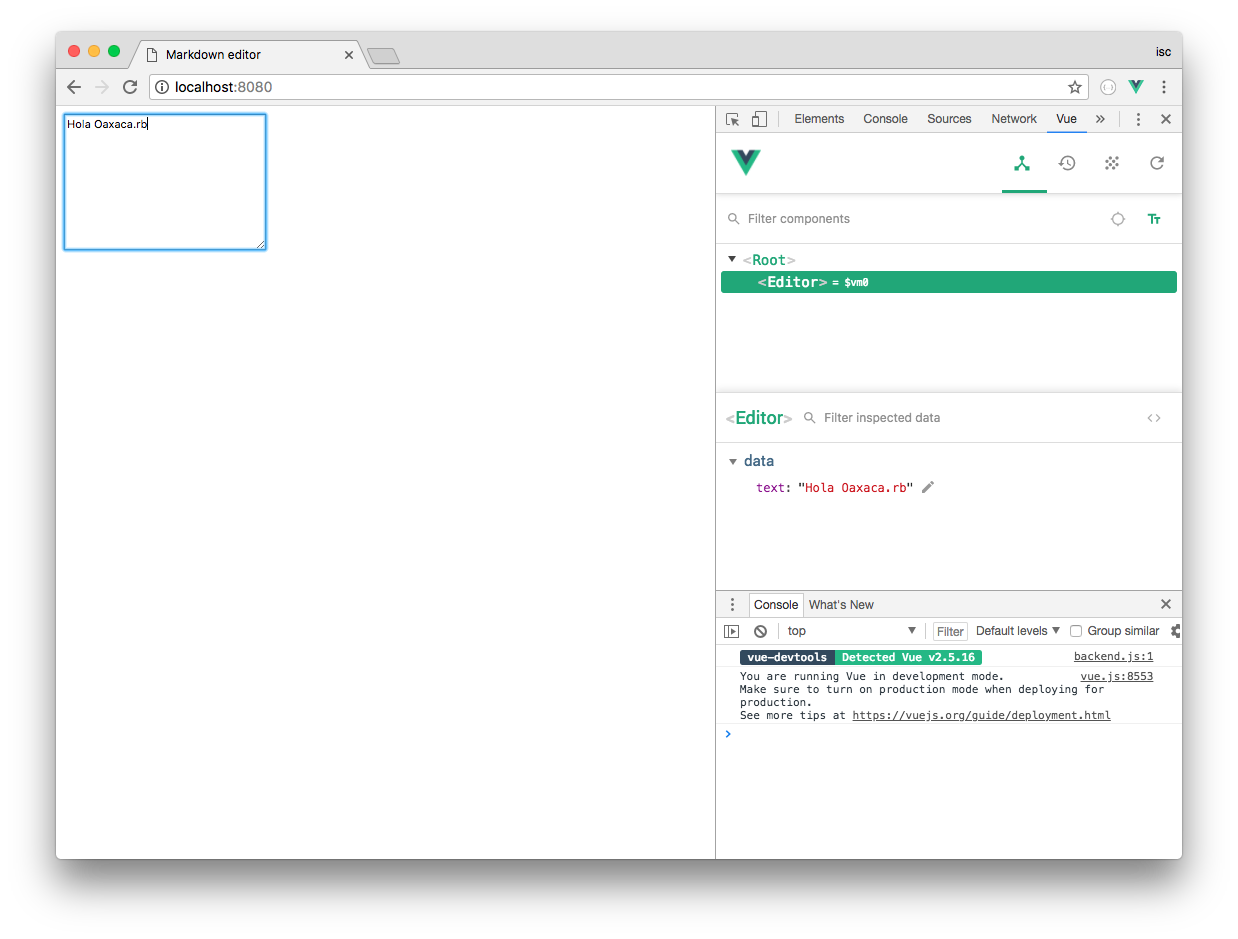 Markdown editor
isc
localhost:8080
Hola Oaxaca.rb
Elements Console Sources Network Vue »
Filter components
<Root>
<Editor> = $vm0
<Editor> Filter inspected data
data
text: "Hola Oaxaca.rb"
Console What's New
top Filter Default levels Group similar
vue-devtools Detected Vue v2.5.16 backend.js:1
You are running Vue in development mode. vue.js:8553
Make sure to turn on production mode when deploying for
production.
See more tips at https://vuejs.org/guide/deployment.html